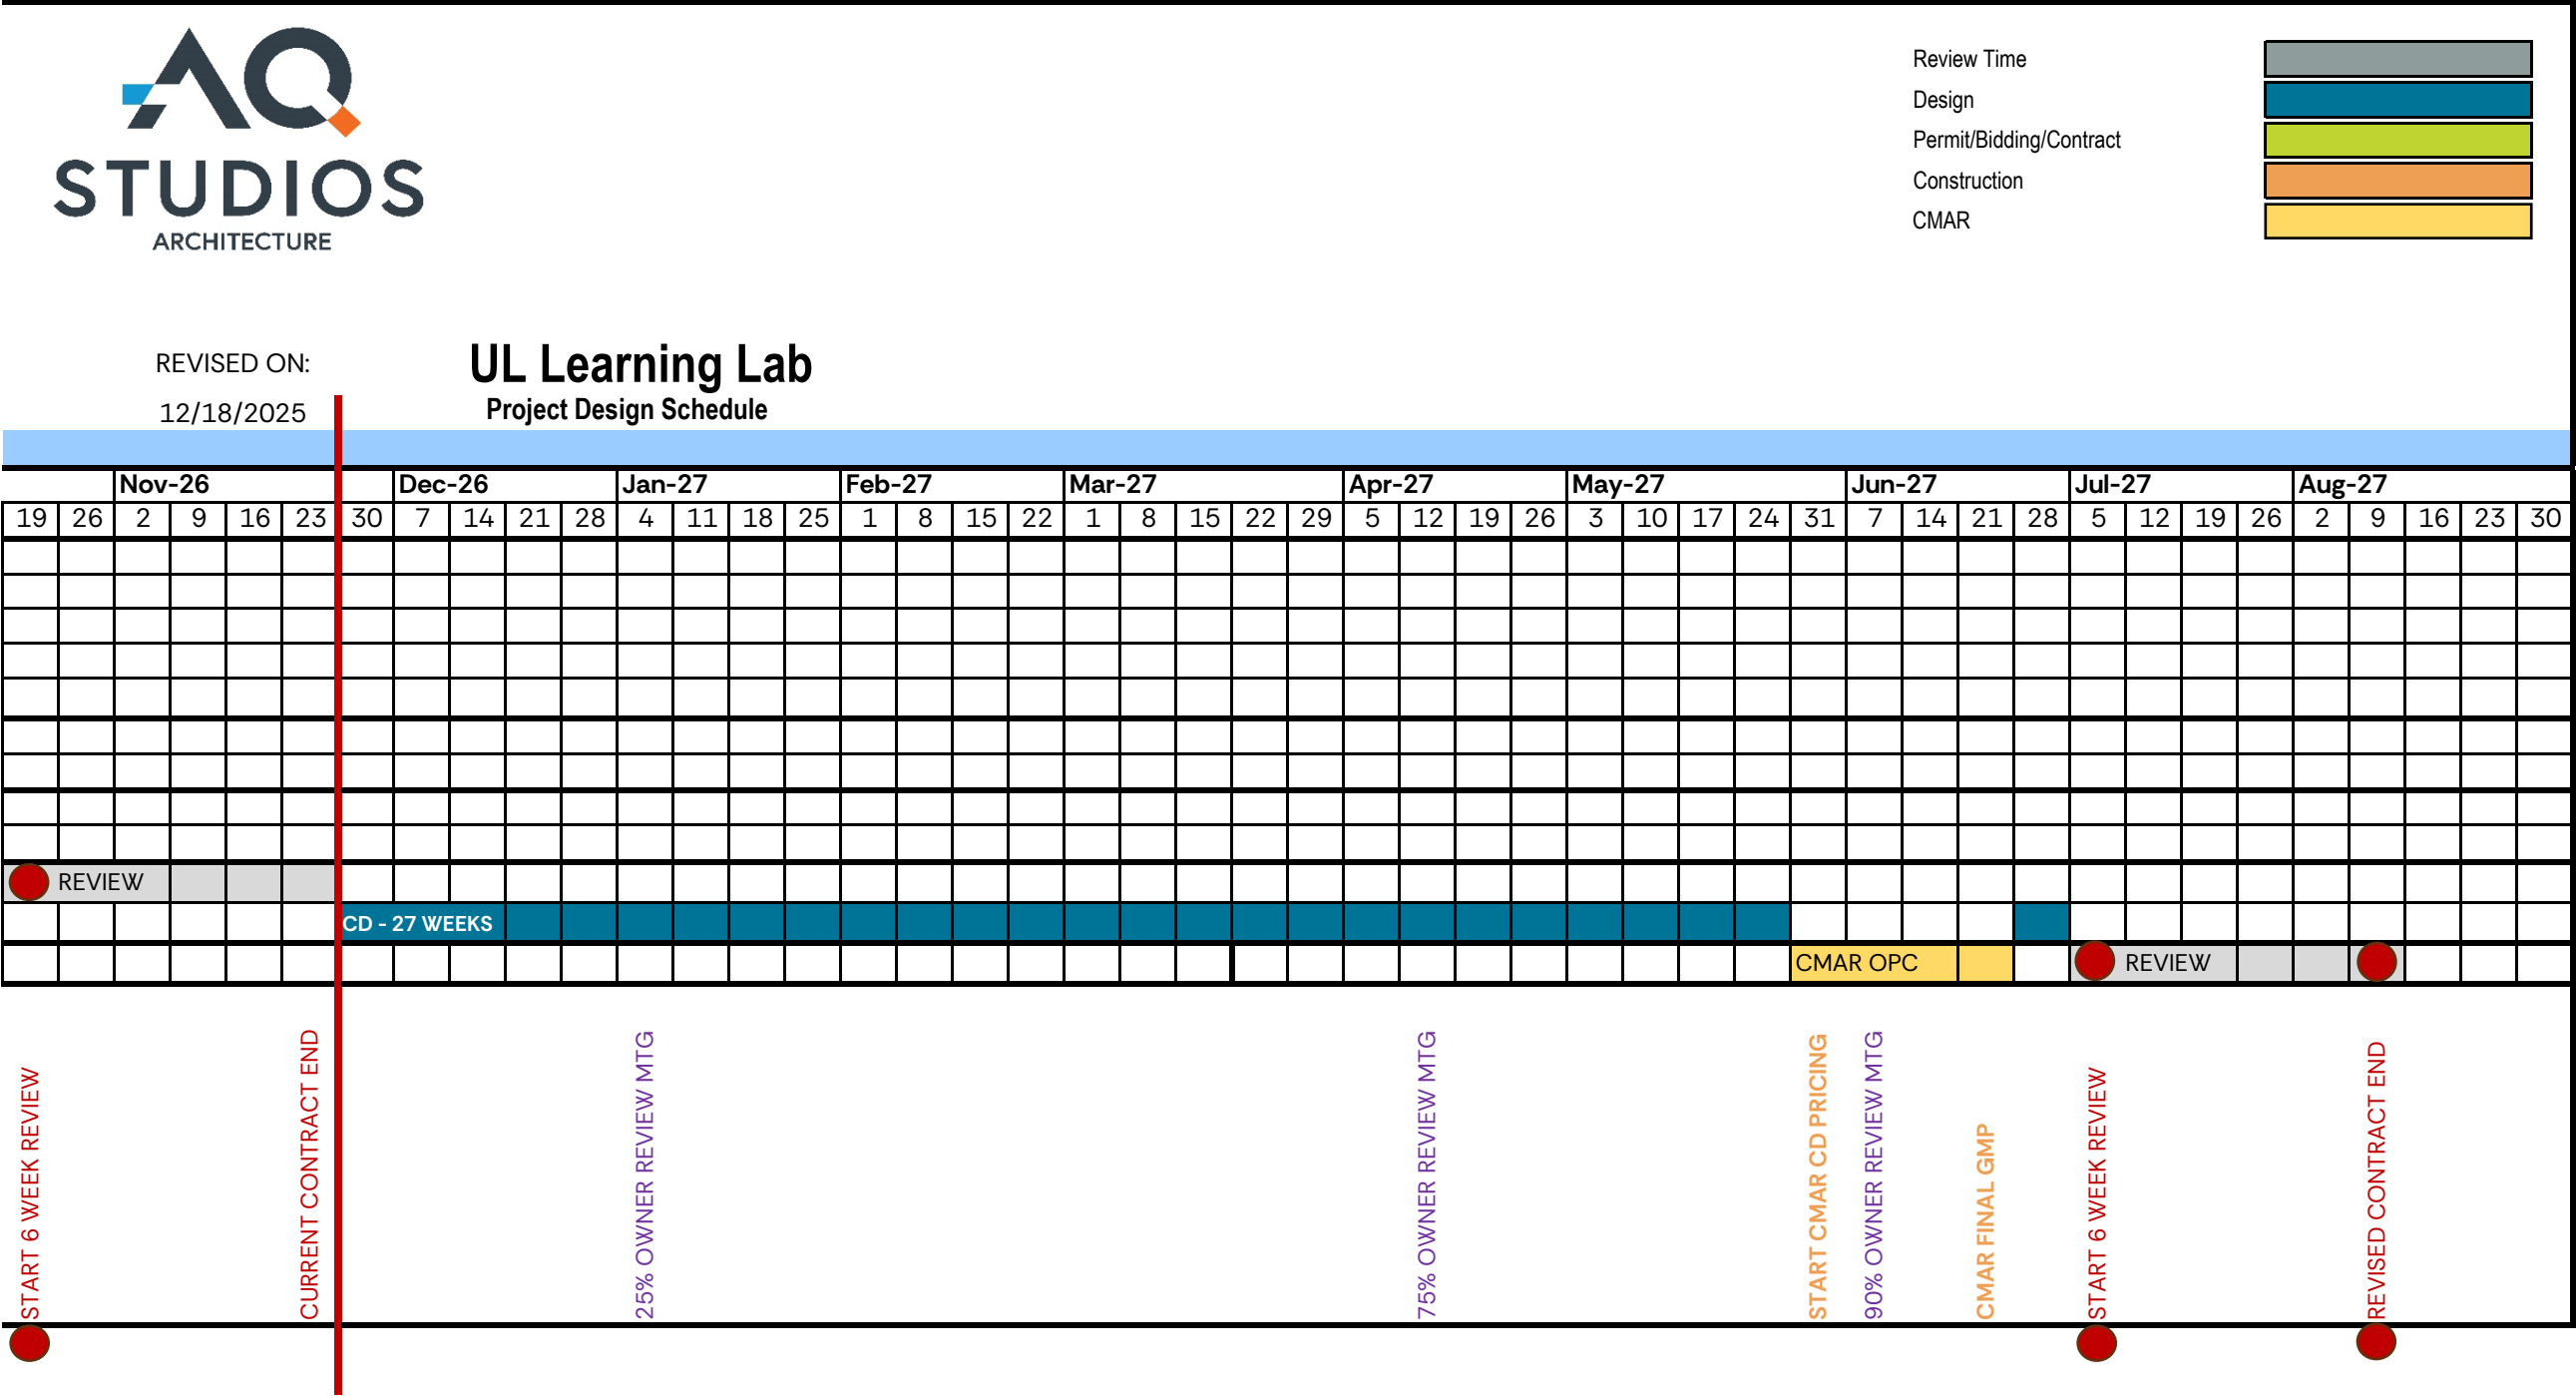 AQ
STUDIOS
ARCHITECTURE
Review Time
Design
Permit/Bidding/Contract
Construction
CMAR
REVISED ON:
12/18/2025
UL Learning Lab
Project Design Schedule
Nov-26 Dec-26 Jan-27 Feb-27 Mar-27 Apr-27 May-27 Jun-27 Jul-27 Aug-27
19 26 2 9 16 23 30 7 14 21 28 4 11 18 25 1 8 15 22 1 8 15 22 29 5 12 19 26 3 10 17 24 31 7 14 21 28 5 12 19 26 2 9 16 23 30
REVIEW
CD - 27 WEEKS
CMAR OPC REVIEW
START 6 WEEK REVIEW
CURRENT CONTRACT END
25% OWNER REVIEW MTG
75% OWNER REVIEW MTG
START CMAR CD PRICING
90% OWNER REVIEW MTG
CMAR FINAL GMP
START 6 WEEK REVIEW
REVISED CONTRACT END